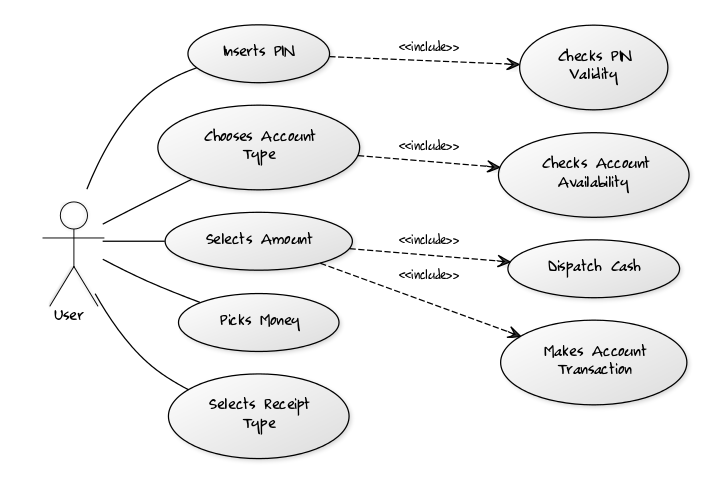 Inserts PIN
<<include>>
Checks PIN
Validity
Chooses Account
Type
<<include>>
Checks Account
Availability
Selects Amount
<<include>>
Dispatch Cash
<<include>>
User
Picks Money
Makes Account
Transaction
Selects Receipt
Type